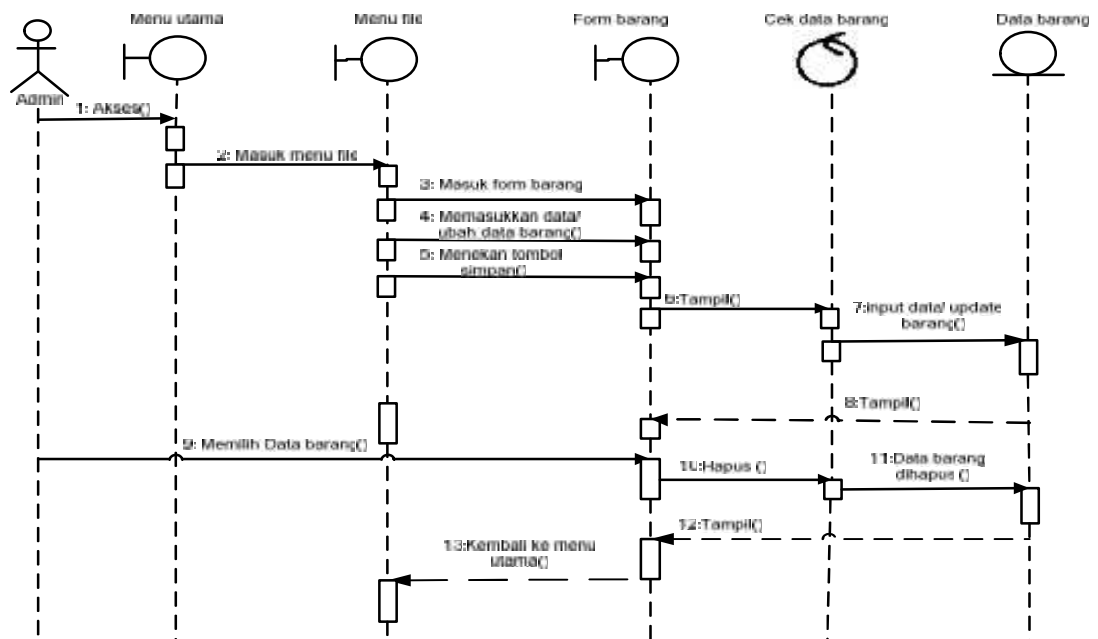 Menu utama
Menu file
Form barang
Cek data barang
Data barang
Admin
1: Akses()
2: Masuk menu file
3: Masuk form barang
4: Memasukkan data/
ubah data barang()
5: Menekan tombol
simpan()
6:Tampil()
7:Input data/ update
barang()
8:Tampil()
9: Memilih Data barang()
10:Hapus ()
11:Data barang
dihapus ()
12:Tampil()
13:Kembali ke menu
utama()